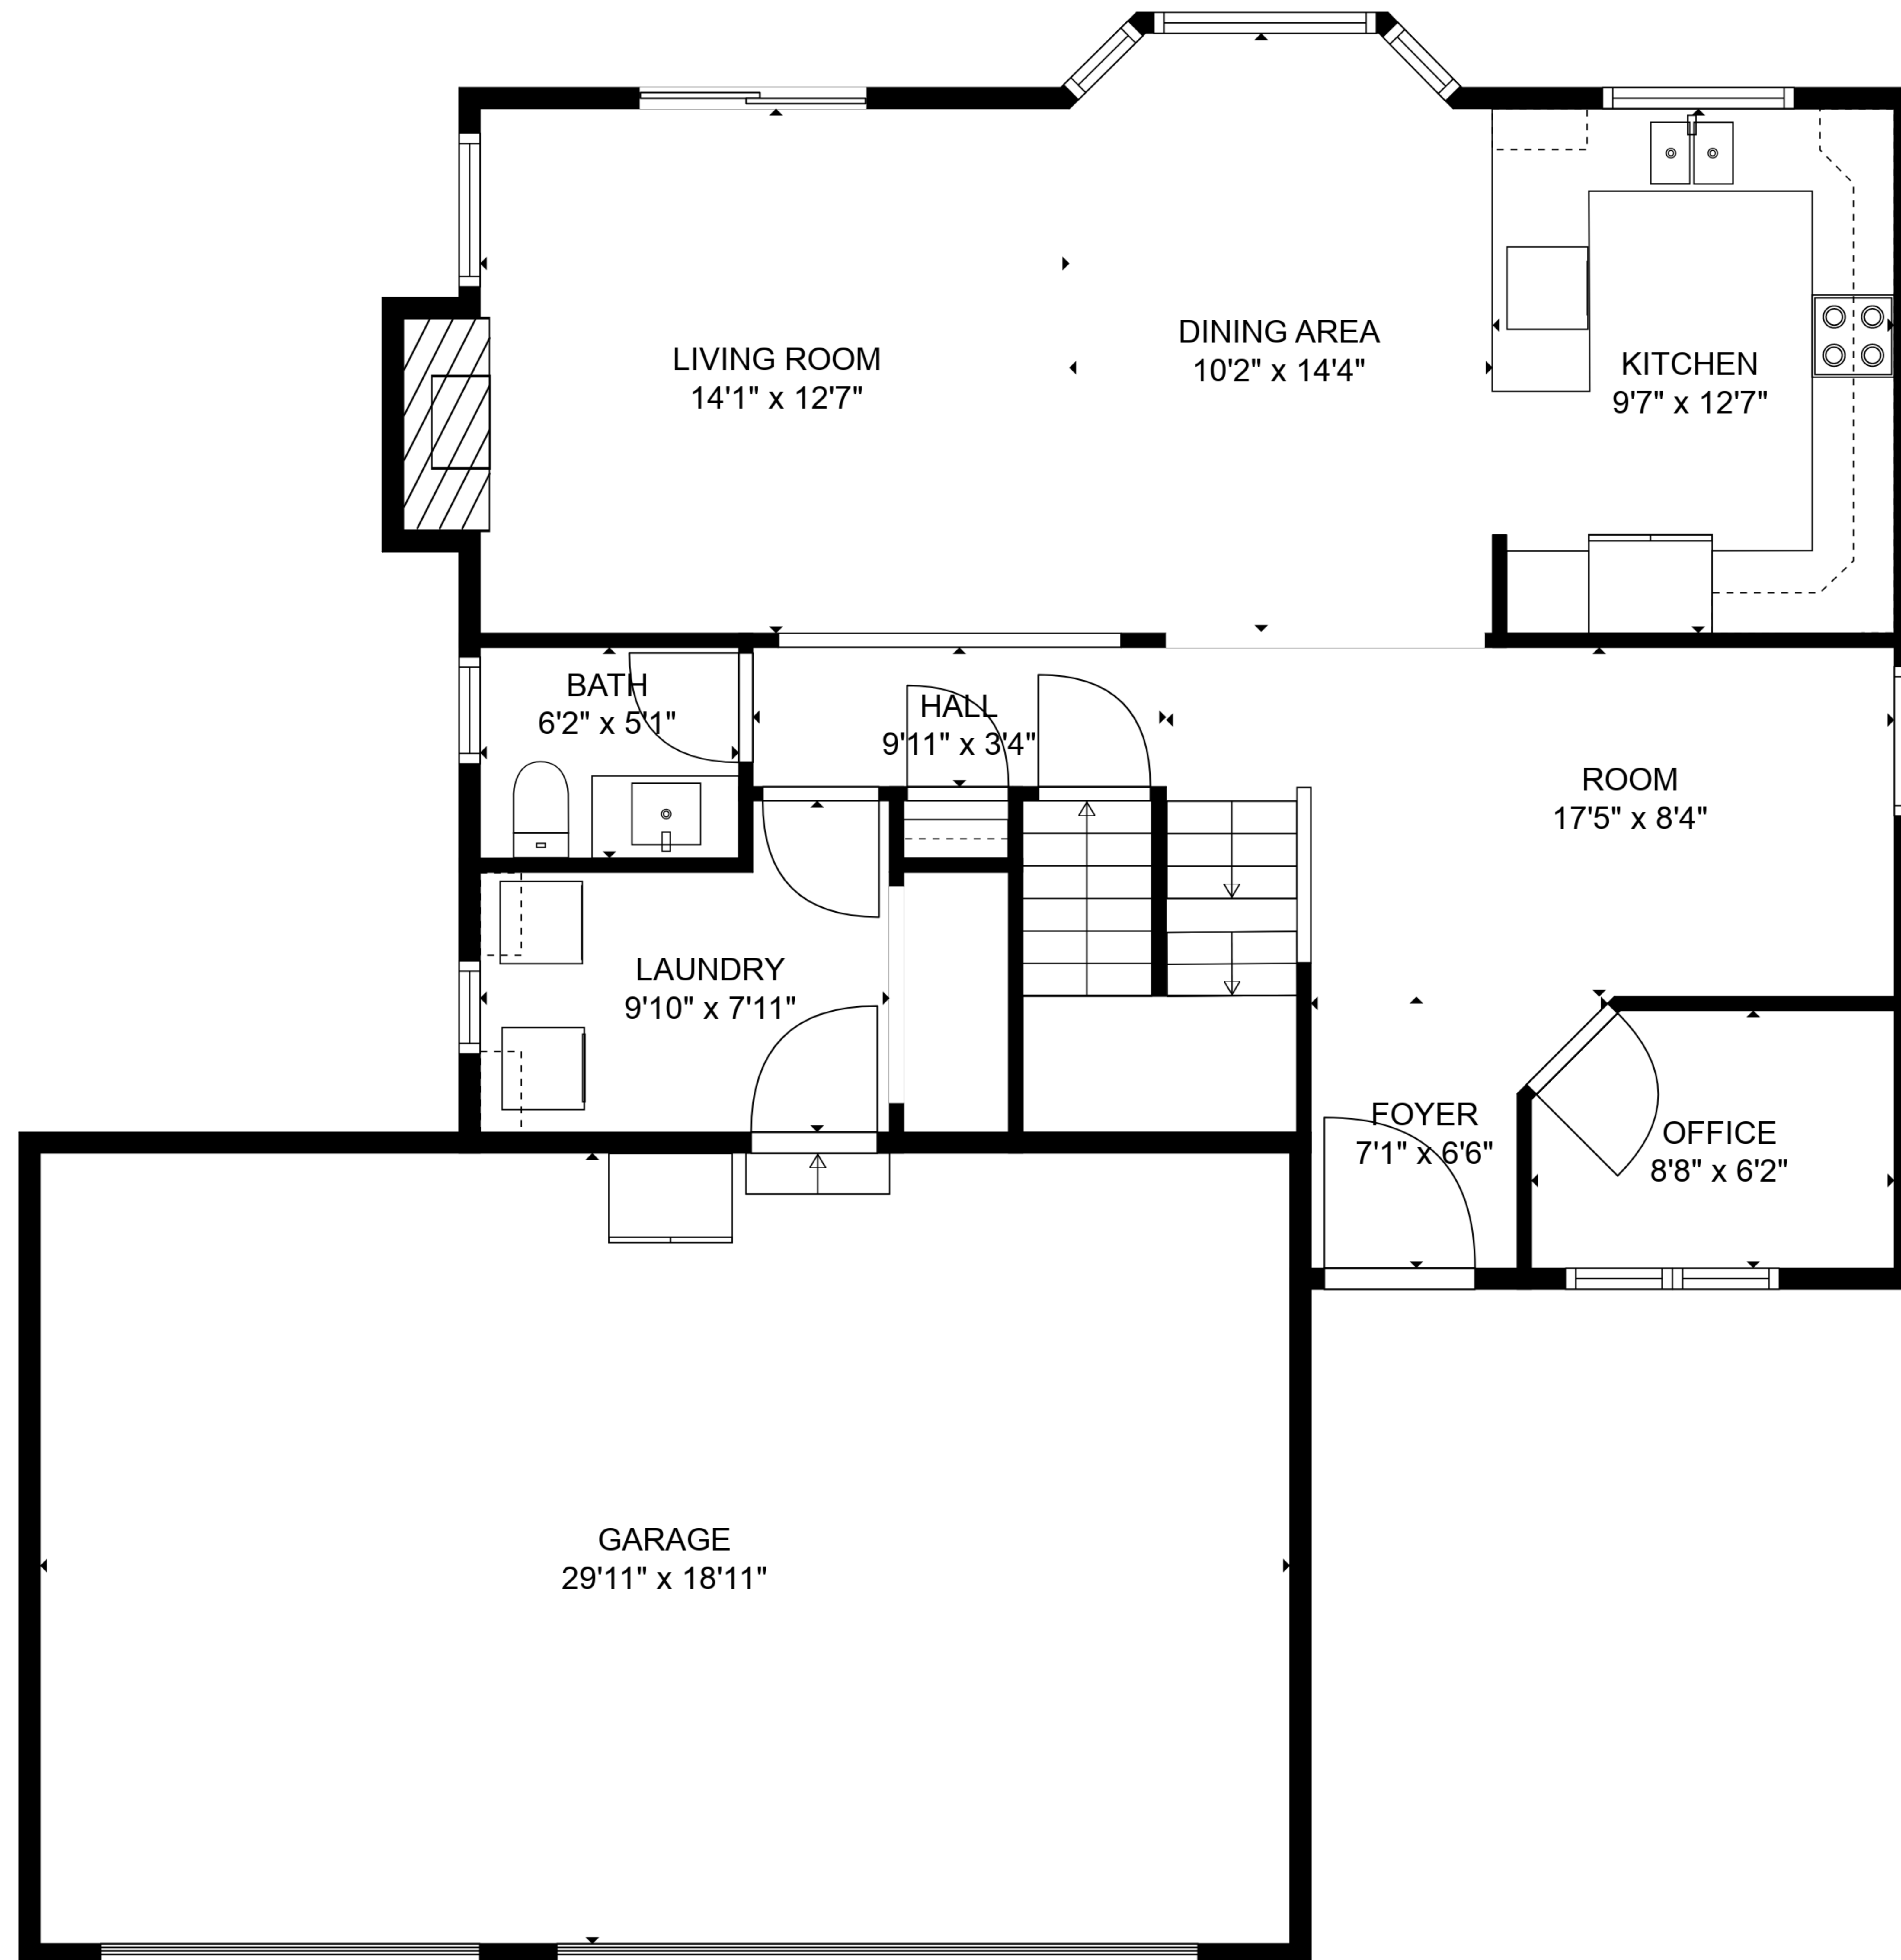 LIVING ROOM
14'1" x 12'7"
DINING AREA
10'2" x 14'4"
KITCHEN
9'7" x 12'7"
BATH
6'2" x 5'1"
HALL
9'11" x 3'4"
ROOM
17'5" x 8'4"
LAUNDRY
9'10" x 7'11"
FOYER
7'1" x 6'6"
OFFICE
8'8" x 6'2"
GARAGE
29'11" x 18'11"